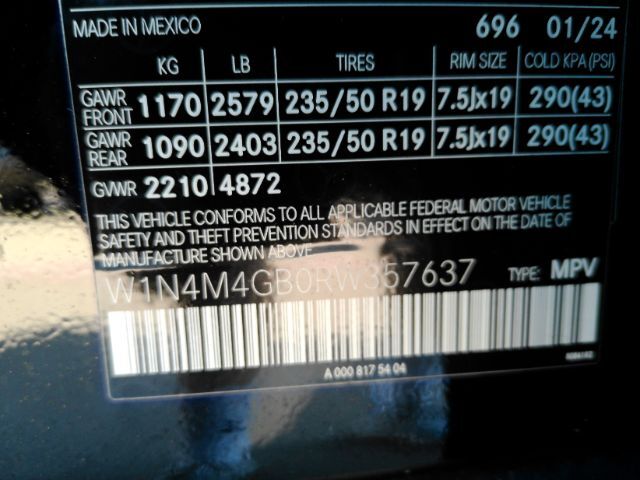 MADE IN MEXICO 696 01/24
KG LB TIRES RIM SIZE COLD KPA (PSI)
GAWR FRONT 1170 2579 235/50 R19 7.5Jx19 290(43)
GAWR REAR 1090 2403 235/50 R19 7.5Jx19 290(43)
GVWR 2210 4872
THIS VEHICLE CONFORMS TO ALL APPLICABLE FEDERAL MOTOR VEHICLE
SAFETY AND THEFT PREVENTION STANDARDS IN EFFECT ON THE DATE OF
MANUFACTURE SHOWN ABOVE
W1N4M4GB0RW357637 TYPE: MPV
A 000 817 54 04